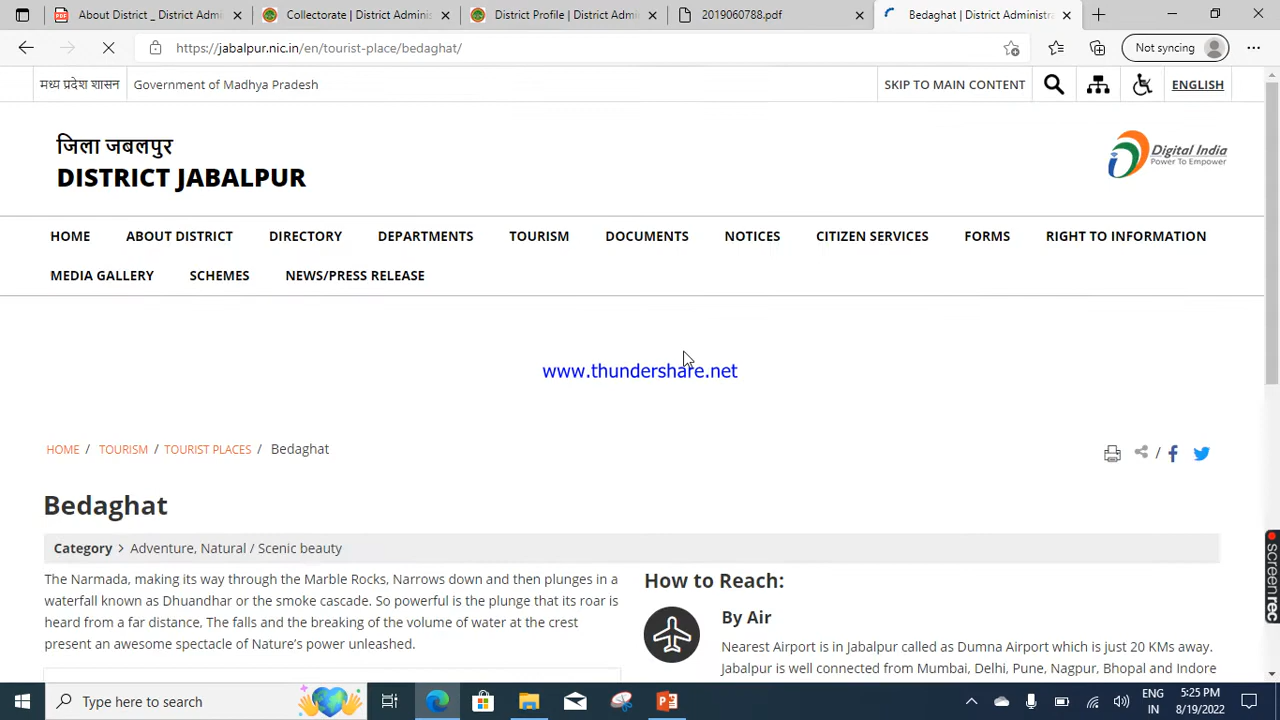 About District_ _ District Adm
Collectorate | District Adminis
District Profile | District Adm
2019060788.pdf
Bedaghat | District Administra
https://jabalpur.nic.in/en/tourist-place/bedaghat/
Not syncing
मध्य प्रदेश शासन Government of Madhya Pradesh
SKIP TO MAIN CONTENT
ENGLISH
जिला जबलपुर
DISTRICT JABALPUR
Digital India
Power To Empower
HOME ABOUT DISTRICT DIRECTORY DEPARTMENTS TOURISM DOCUMENTS NOTICES CITIZEN SERVICES FORMS RIGHT TO INFORMATION
MEDIA GALLERY SCHEMES NEWS/PRESS RELEASE
www.thundershare.net
HOME / TOURISM / TOURIST PLACES / Bedaghat
Bedaghat
Category > Adventure, Natural / Scenic beauty
The Narmada, making its way through the Marble Rocks, Narrows down and then plunges in a
waterfall known as Dhuandhar or the smoke cascade. So powerful is the plunge that its roar is
heard from a far distance, The falls and the breaking of the volume of water at the crest
present an awesome spectacle of Nature's power unleashed.
How to Reach:
By Air
Nearest Airport is in Jabalpur called as Dumna Airport which is just 20 KMs away.
Jabalpur is well connected from Mumbai, Delhi, Pune, Nagpur, Bhopal and Indore
screenrec
Type here to search
ENG
IN
5:25 PM
8/19/2022